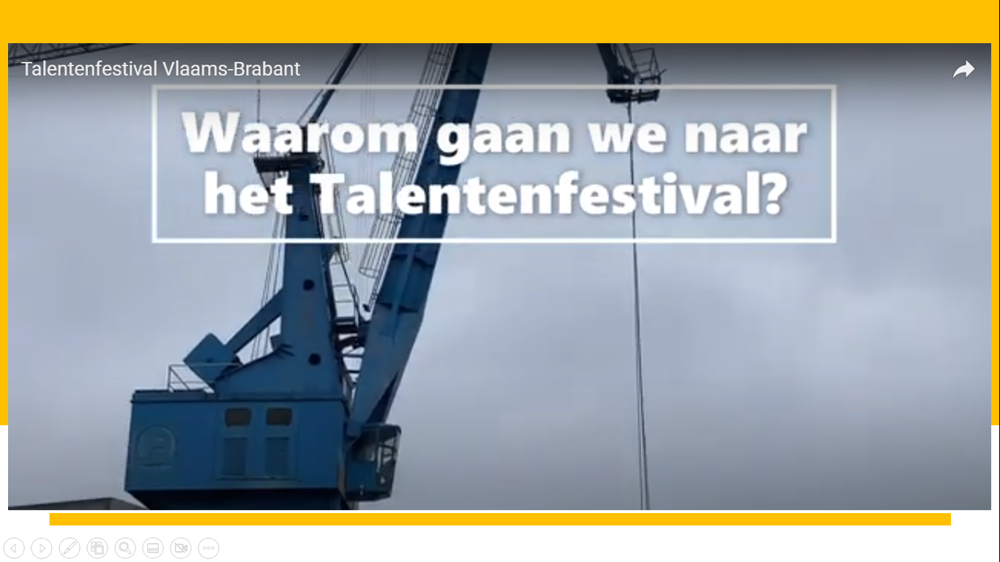 Talentenfestival Vlaams-Brabant
Waarom gaan we naar
het Talentenfestival?